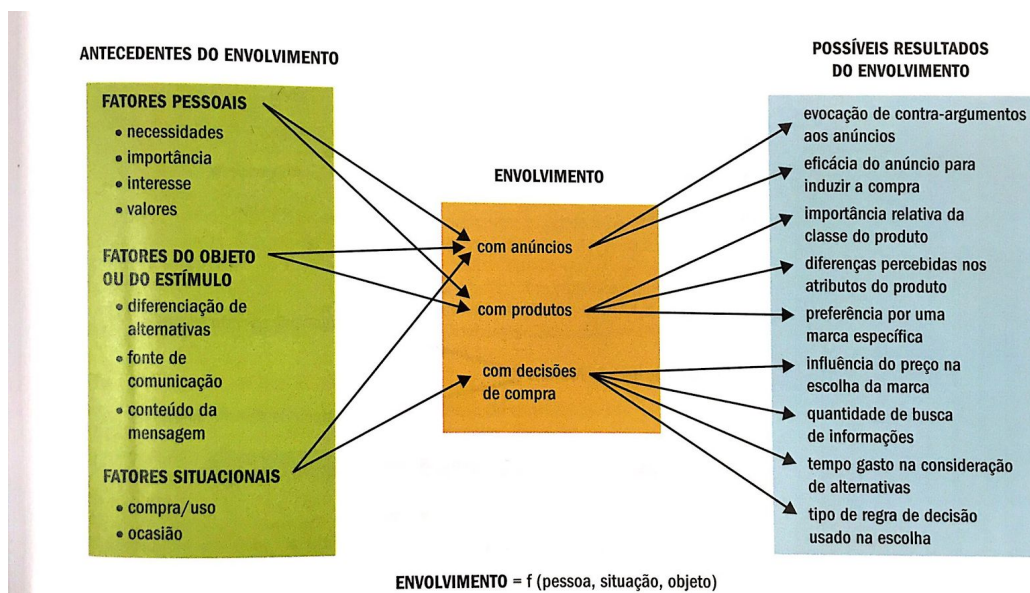 ANTECEDENTES DO ENVOLVIMENTO
FATORES PESSOAIS
• necessidades
• importância
• interesse
• valores
FATORES DO OBJETO
OU DO ESTÍMULO
• diferenciação de
alternativas
• fonte de
comunicação
• conteúdo da
mensagem
FATORES SITUACIONAIS
• compra/uso
• ocasião
ENVOLVIMENTO
com anúncios
com produtos
com decisões
de compra
POSSÍVEIS RESULTADOS
DO ENVOLVIMENTO
evocação de contra-argumentos
aos anúncios
eficácia do anúncio para
induzir a compra
importância relativa da
classe do produto
diferenças percebidas nos
atributos do produto
preferência por uma
marca específica
influência do preço na
escolha da marca
quantidade de busca
de informações
tempo gasto na consideração
de alternativas
tipo de regra de decisão
usado na escolha
ENVOLVIMENTO = f (pessoa, situação, objeto)